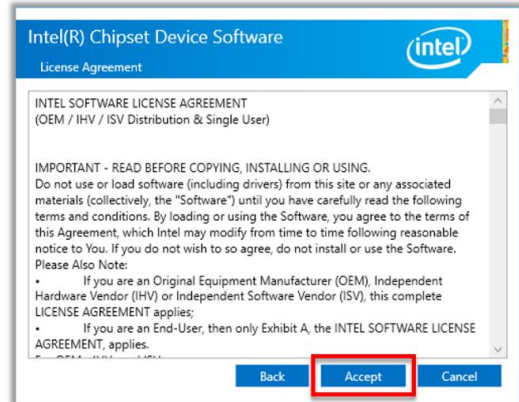 Intel(R) Chipset Device Software
intel
License Agreement
INTEL SOFTWARE LICENSE AGREEMENT
(OEM / IHV / ISV Distribution & Single User)
IMPORTANT - READ BEFORE COPYING, INSTALLING OR USING.
Do not use or load software (including drivers) from this site or any associated
materials (collectively, the "Software") until you have carefully read the following
terms and conditions. By loading or using the Software, you agree to the terms of
this Agreement, which Intel may modify from time to time following reasonable
notice to You. If you do not wish to so agree, do not install or use the Software.
Please Also Note:
• If you are an Original Equipment Manufacturer (OEM), Independent
Hardware Vendor (IHV) or Independent Software Vendor (ISV), this complete
LICENSE AGREEMENT applies;
• If you are an End-User, then only Exhibit A, the INTEL SOFTWARE LICENSE
AGREEMENT, applies.
Back Accept Cancel